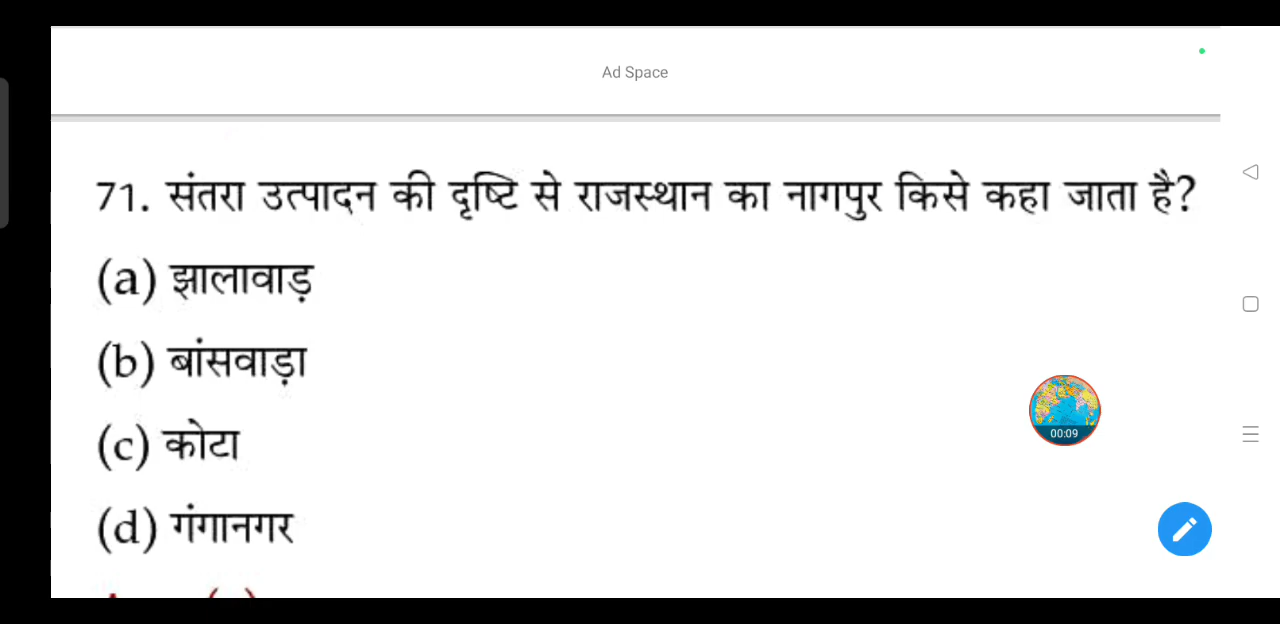 Ad Space
71. संतरा उत्पादन की दृष्टि से राजस्थान का नागपुर किसे कहा जाता है?
(a) झालावाड़
(b) बांसवाड़ा
(c) कोटा
(d) गंगानगर
00:09